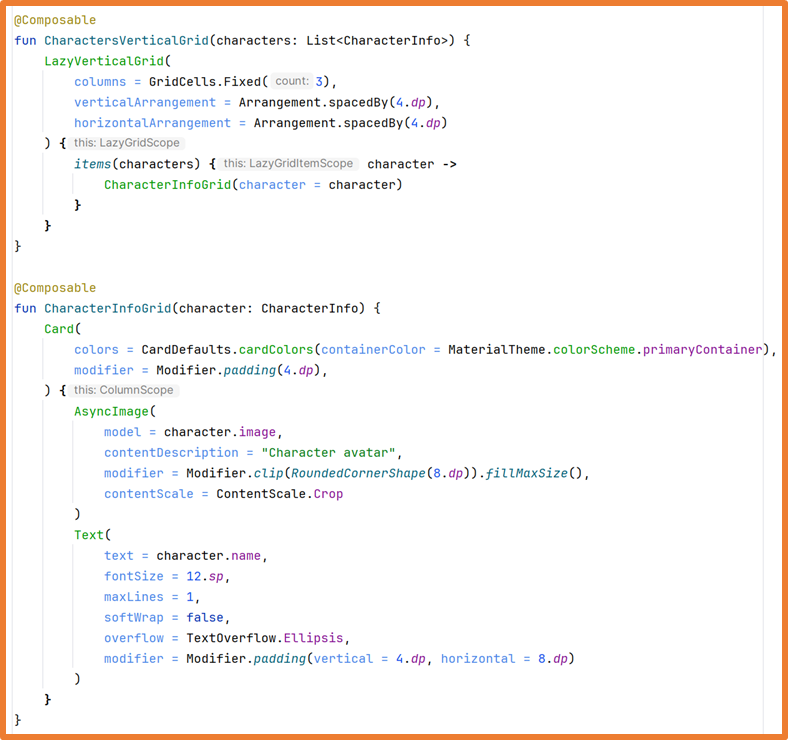 @Composable
fun CharactersVerticalGrid(characters: List<CharacterInfo>) {
    LazyVerticalGrid(
        columns = GridCells.Fixed( count: 3),
        verticalArrangement = Arrangement.spacedBy(4.dp),
        horizontalArrangement = Arrangement.spacedBy(4.dp)
    ) { this: LazyGridScope
        items(characters) { this: LazyGridItemScope character ->
            CharacterInfoGrid(character = character)
        }
    }
}

@Composable
fun CharacterInfoGrid(character: CharacterInfo) {
    Card(
        colors = CardDefaults.cardColors(containerColor = MaterialTheme.colorScheme.primaryContainer),
        modifier = Modifier.padding(4.dp),
    ) { this: ColumnScope
        AsyncImage(
            model = character.image,
            contentDescription = "Character avatar",
            modifier = Modifier.clip(RoundedCornerShape(8.dp)).fillMaxSize(),
            contentScale = ContentScale.Crop
        )
        Text(
            text = character.name,
            fontSize = 12.sp,
            maxLines = 1,
            softWrap = false,
            overflow = TextOverflow.Ellipsis,
            modifier = Modifier.padding(vertical = 4.dp, horizontal = 8.dp)
        )
    }
}